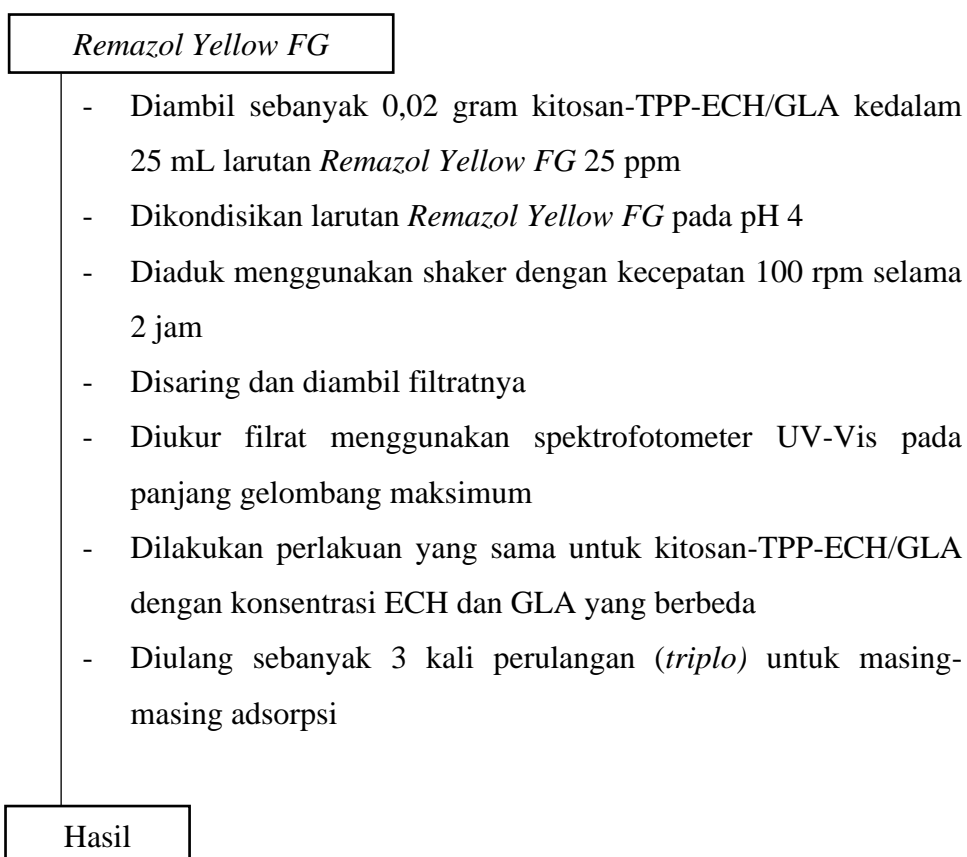 Remazol Yellow FG
- Diambil sebanyak 0,02 gram kitosan-TPP-ECH/GLA kedalam
25 mL larutan Remazol Yellow FG 25 ppm
- Dikondisikan larutan Remazol Yellow FG pada pH 4
- Diaduk menggunakan shaker dengan kecepatan 100 rpm selama
2 jam
- Disaring dan diambil filtratnya
- Diukur filrat menggunakan spektrofotometer UV-Vis pada
panjang gelombang maksimum
- Dilakukan perlakuan yang sama untuk kitosan-TPP-ECH/GLA
dengan konsentrasi ECH dan GLA yang berbeda
- Diulang sebanyak 3 kali perulangan (triplo) untuk masing-
masing adsorpsi
Hasil